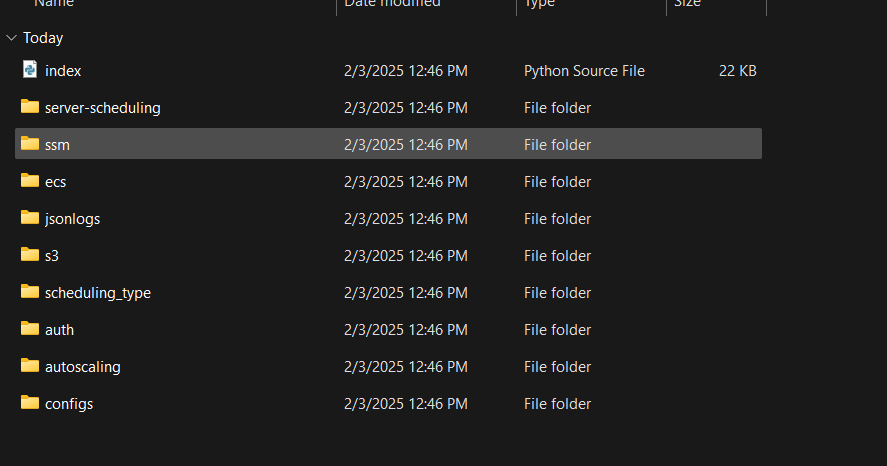 Name Date modified Type Size
Today
index 2/3/2025 12:46 PM Python Source File 22 KB
server-scheduling 2/3/2025 12:46 PM File folder
ssm 2/3/2025 12:46 PM File folder
ecs 2/3/2025 12:46 PM File folder
jsonlogs 2/3/2025 12:46 PM File folder
s3 2/3/2025 12:46 PM File folder
scheduling_type 2/3/2025 12:46 PM File folder
auth 2/3/2025 12:46 PM File folder
autoscaling 2/3/2025 12:46 PM File folder
configs 2/3/2025 12:46 PM File folder